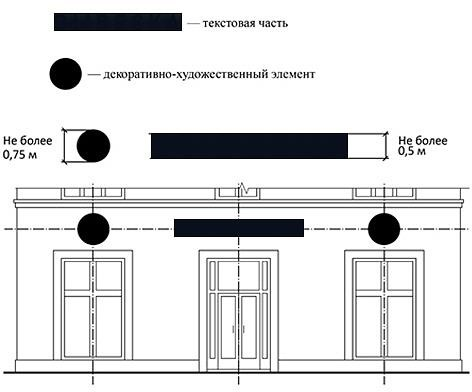 — текстовая часть
— декоративно-художественный элемент
Не более
0,75 м
Не более
0,5 м